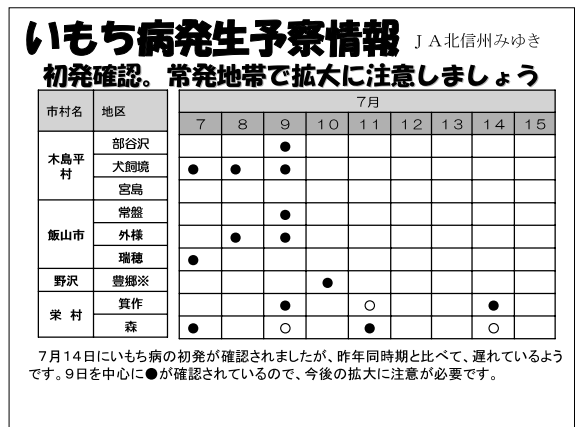 いもち病発生予察情報 ＪＡ北信州みゆき
初発確認。常発地帯で拡大に注意しましょう
市村名 地区 7月
7 8 9 10 11 12 13 14 15
木島平村 部谷沢 ●
犬飼境 ● ● ●
宮島
飯山市 常盤 ●
外様 ● ●
瑞穂 ●
野沢 豊郷※ ●
栄村 箕作 ● ○ ●
森 ● ○ ● ○
7月14日にいもち病の初発が確認されましたが、昨年同時期と比べて、遅れているよう
です。9日を中心に●が確認されているので、今後の拡大に注意が必要です。